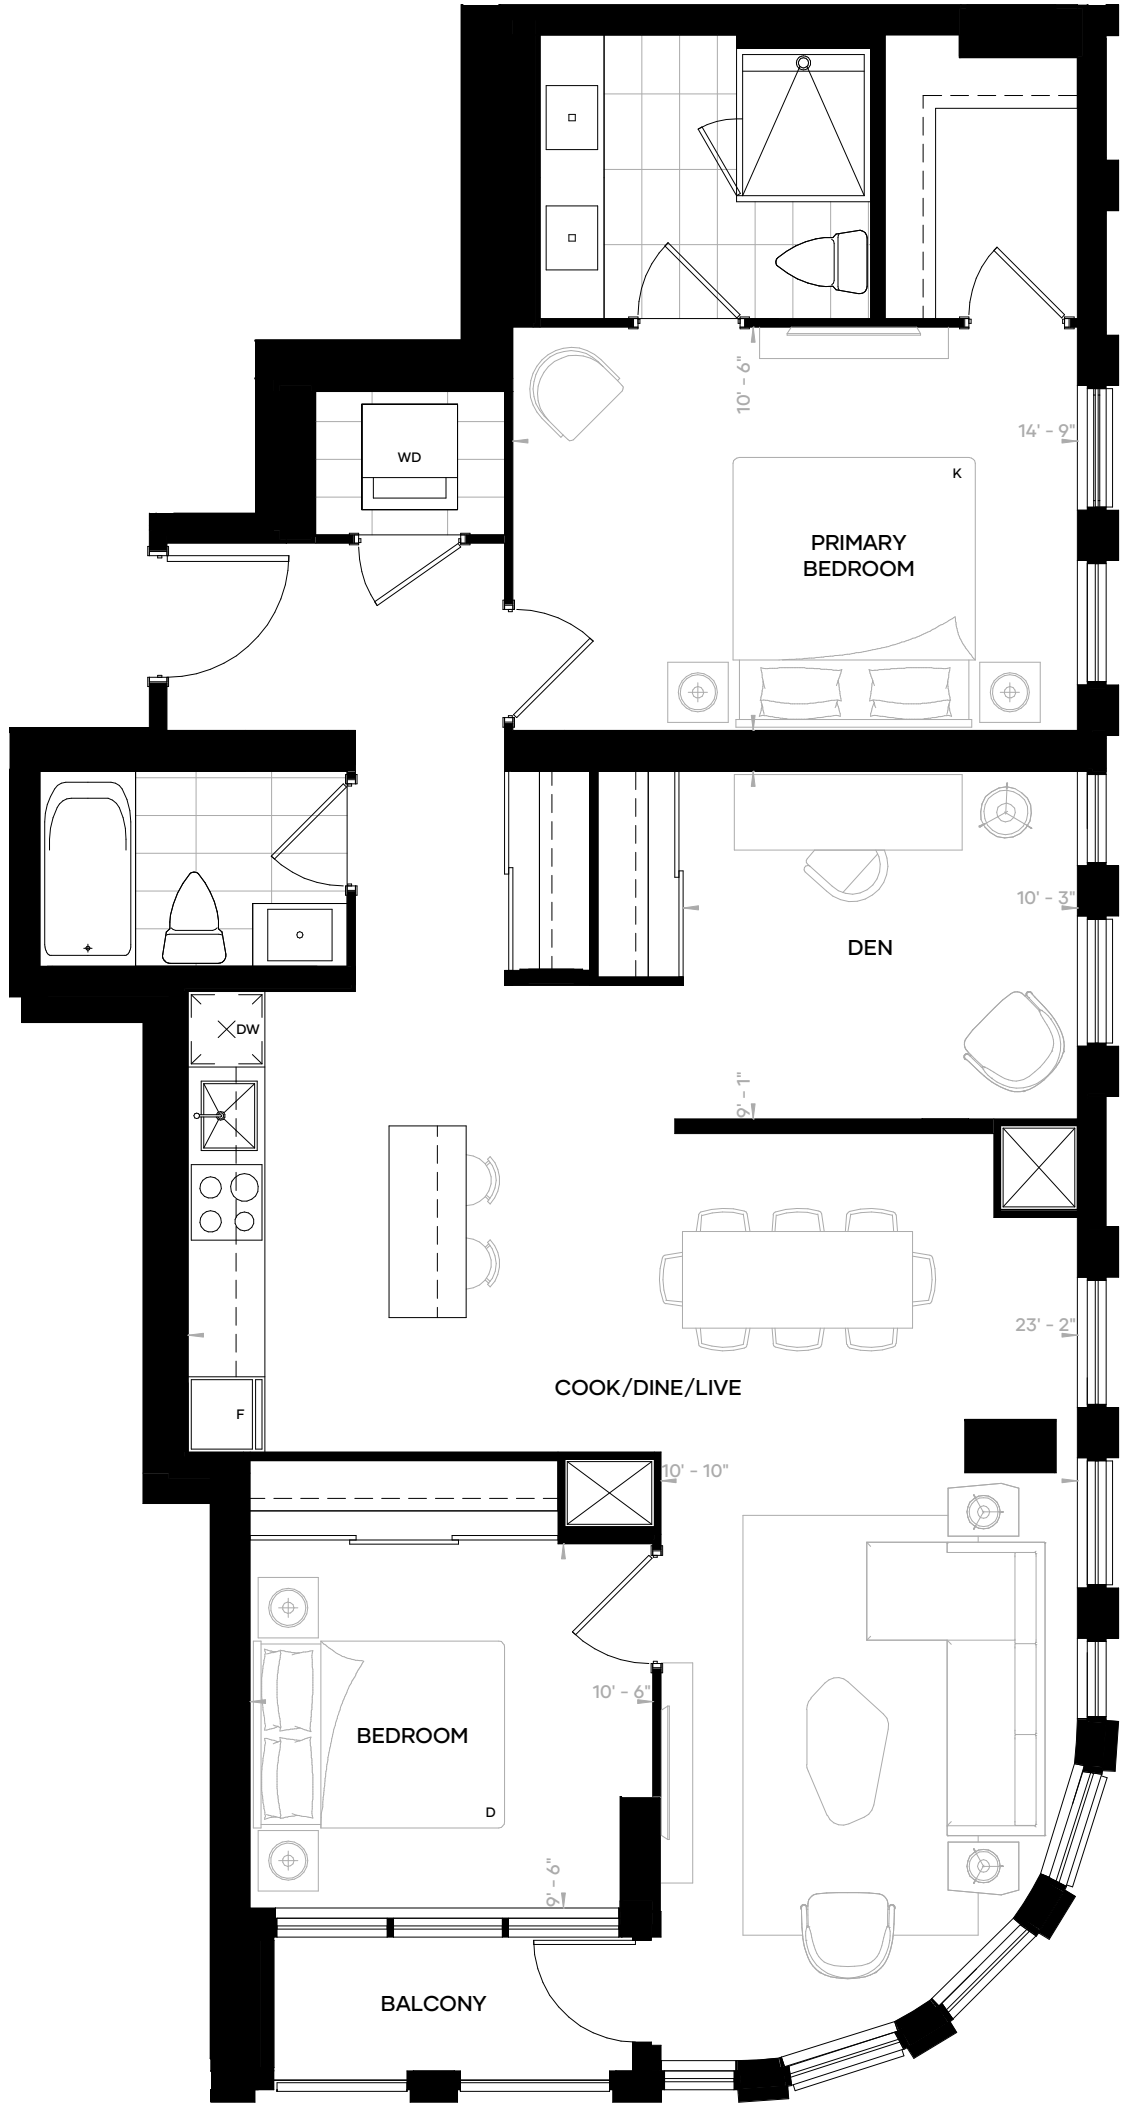 10' - 6"
14' - 9"
WD
K
PRIMARY
BEDROOM
10' - 3"
DEN
DW
9' - 1"
23' - 2"
COOK/DINE/LIVE
F
10' - 10"
10' - 6"
BEDROOM
D
9' - 6"
BALCONY